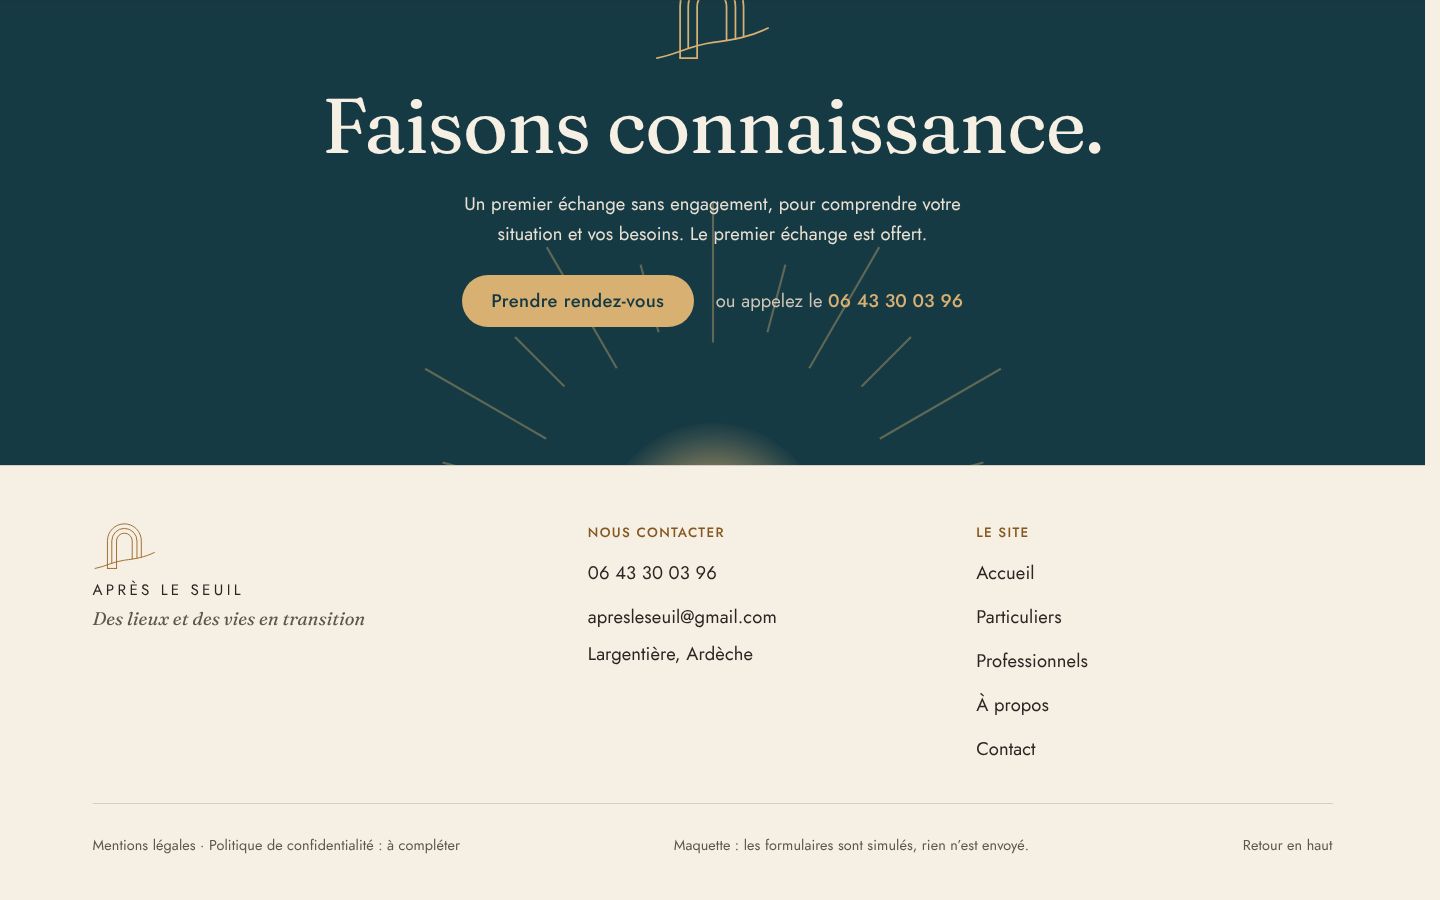 Faisons connaissance.
Un premier échange sans engagement, pour comprendre votre
situation et vos besoins. Le premier échange est offert.
Prendre rendez-vous
ou appelez le 06 43 30 03 96
APRÈS LE SEUIL
Des lieux et des vies en transition
NOUS CONTACTER
06 43 30 03 96
apresleseuil@gmail.com
Largentière, Ardèche
LE SITE
Accueil
Particuliers
Professionnels
À propos
Contact
Mentions légales · Politique de confidentialité : à compléter
Maquette : les formulaires sont simulés, rien n’est envoyé.
Retour en haut